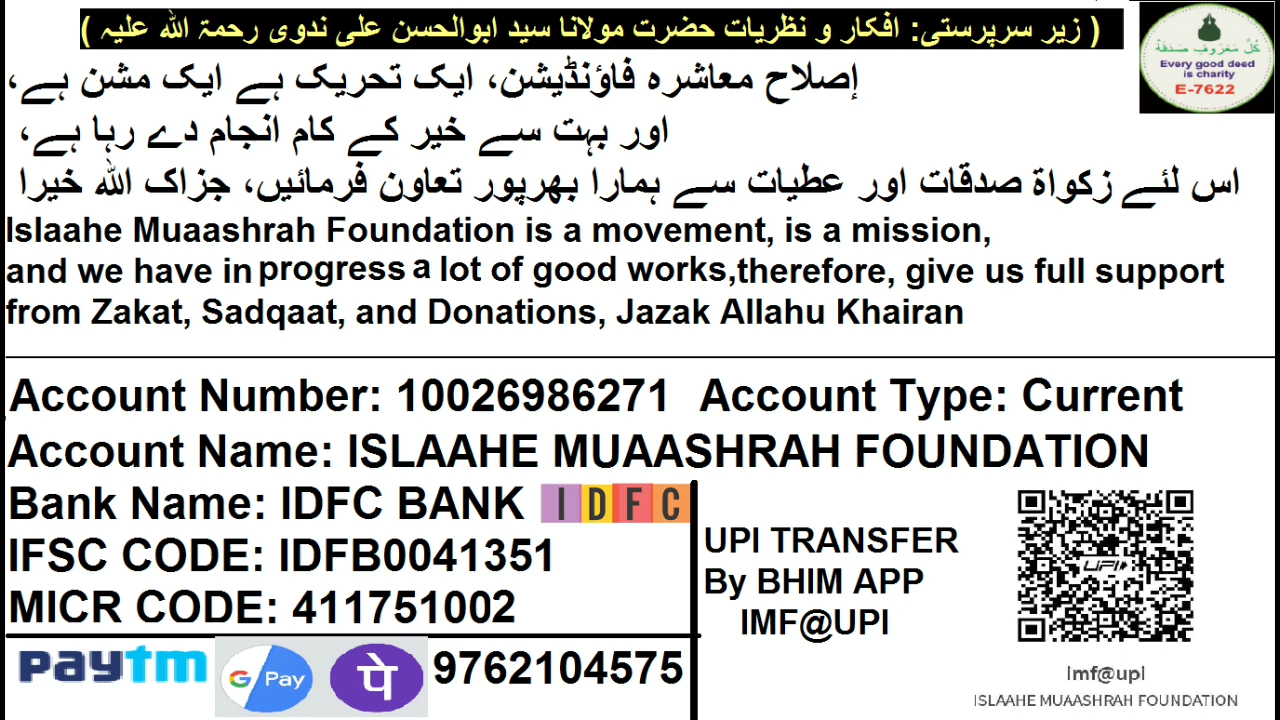 ( زیر سرپرستی: افکار و نظریات حضرت مولانا سید ابوالحسن علی ندوی رحمۃ اللہ علیہ )
كُلُّ مَعْرُوفٍ صَدَقَةٌ
Every good deed
is charity
E-7622
إصلاح معاشرہ فاؤنڈیشن، ایک تحریک ہے ایک مشن ہے،
اور بہت سے خیر کے کام انجام دے رہا ہے،
اس لئے زکواة صدقات اور عطیات سے ہمارا بھرپور تعاون فرمائیں، جزاک اللہ خیرا
Islaahe Muaashrah Foundation is a movement, is a mission,
and we have in progress a lot of good works,therefore, give us full support
from Zakat, Sadqaat, and Donations, Jazak Allahu Khairan
Account Number: 10026986271 Account Type: Current
Account Name: ISLAAHE MUAASHRAH FOUNDATION
Bank Name: IDFC BANK IDFC
IFSC CODE: IDFB0041351
MICR CODE: 411751002
UPI TRANSFER
By BHIM APP
IMF@UPI
UPI
imf@upi
ISLAAHE MUAASHRAH FOUNDATION
paytm G Pay पे 9762104575